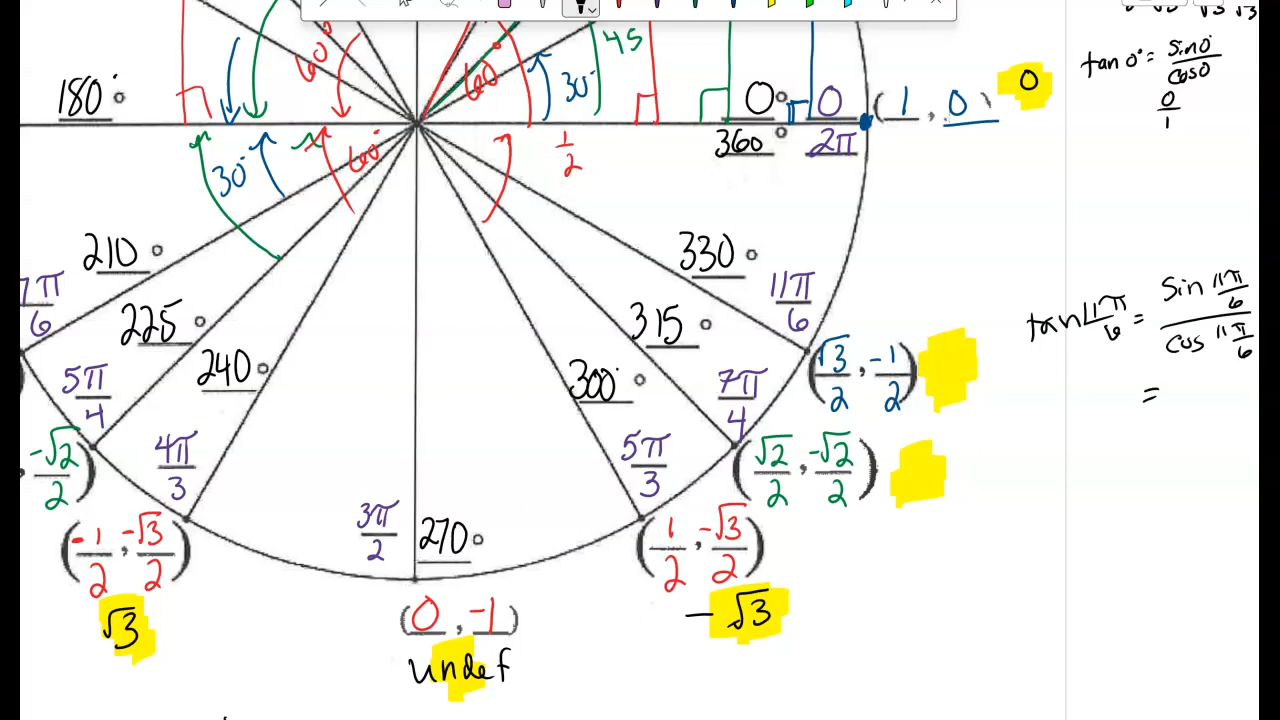 60°
60°
45
30°
180°
0° 0 (1, 0) 0
360° 2π
30°
60°
1/2
tan 0° = sin 0° / cos 0
0/1
210°
7π/6
225°
5π/4
240°
4π/3
330°
11π/6
315°
7π/4
300°
5π/3
3π/2 270°
(√3/2, -1/2)
(√2/2, -√2/2)
, -√2/2)
(-1/2, -√3/2)
√3
(1/2, -√3/2)
-√3
(0, -1)
undef
tan 11π/6 = sin 11π/6 / cos 11π/6
=